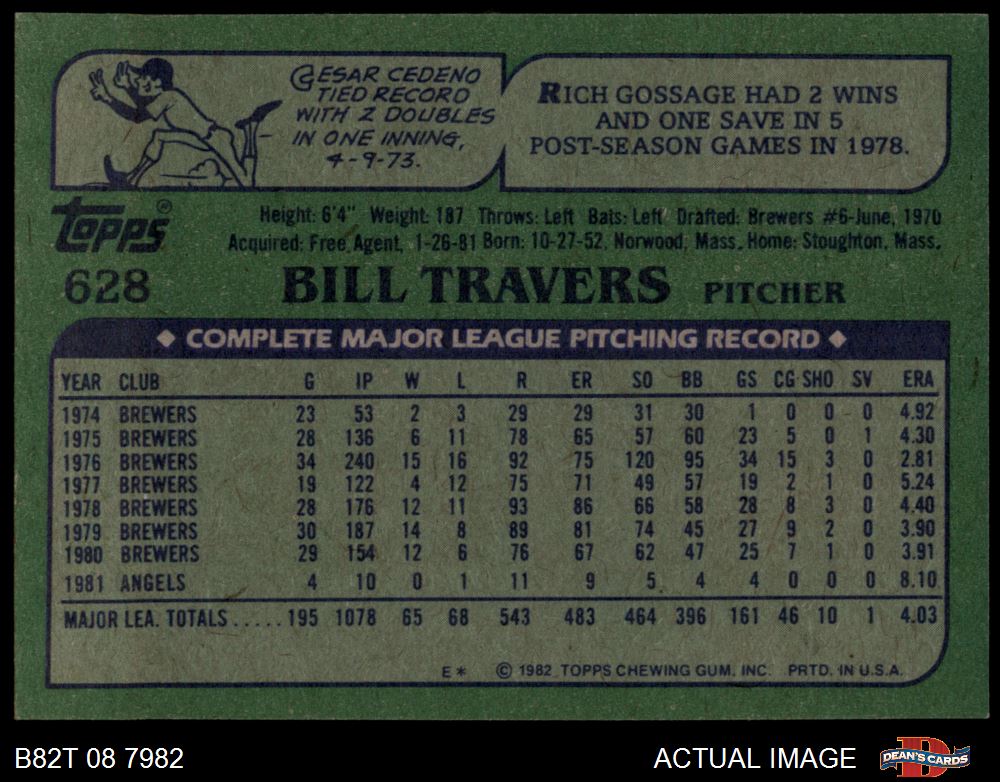 CESAR CEDENO
TIED RECORD
WITH 2 DOUBLES
IN ONE INNING,
4-9-73.
RICH GOSSAGE HAD 2 WINS
AND ONE SAVE IN 5
POST-SEASON GAMES IN 1978.
Topps®
Height: 6'4" Weight: 187 Throws: Left Bats: Left Drafted: Brewers #6-June, 1970
Acquired: Free Agent, 1-26-81 Born: 10-27-52, Norwood, Mass. Home: Stoughton, Mass.
628 BILL TRAVERS PITCHER
◆ COMPLETE MAJOR LEAGUE PITCHING RECORD ◆
YEAR CLUB G IP W L R ER SO BB GS CG SHO SV ERA
1974 BREWERS 23 53 2 3 29 29 31 30 1 0 0 0 4.92
1975 BREWERS 28 136 6 11 78 65 57 60 23 5 0 1 4.30
1976 BREWERS 34 240 15 16 92 75 120 95 34 15 3 0 2.81
1977 BREWERS 19 122 4 12 75 71 49 57 19 2 1 0 5.24
1978 BREWERS 28 176 12 11 93 86 66 58 28 8 3 0 4.40
1979 BREWERS 30 187 14 8 89 81 74 45 27 9 2 0 3.90
1980 BREWERS 29 154 12 6 76 67 62 47 25 7 1 0 3.91
1981 ANGELS 4 10 0 1 11 9 5 4 4 0 0 0 8.10
MAJOR LEA. TOTALS ..... 195 1078 65 68 543 483 464 396 161 46 10 1 4.03
E* © 1982 TOPPS CHEWING GUM, INC. PRTD. IN U.S.A.
B82T 08 7982 ACTUAL IMAGE DEAN'S CARDS